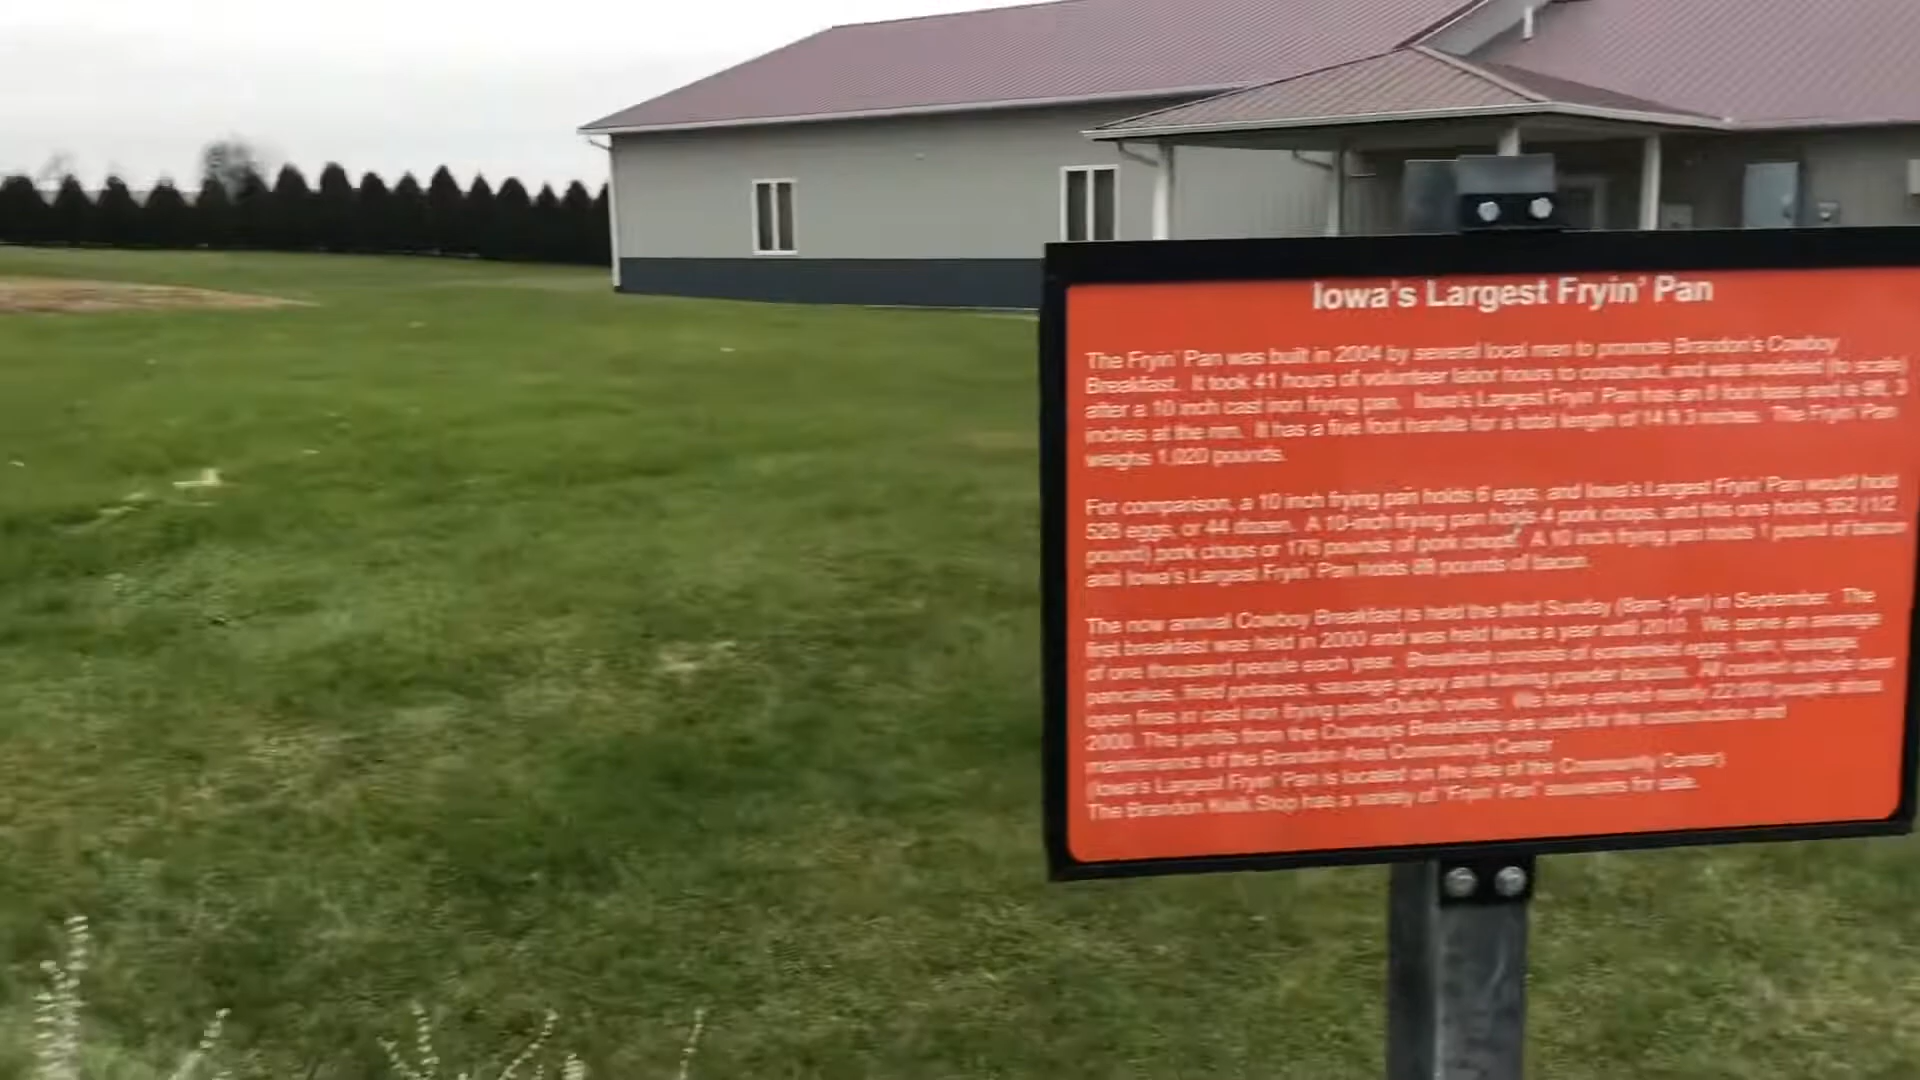 Iowa's Largest Fryin' Pan
The Fryin' Pan was built in 2004 by several local men to promote Brandon's Cowboy
Breakfast. It took 41 hours of volunteer labor hours to construct, and was modeled (to scale)
after a 10 inch cast iron frying pan. Iowa's Largest Fryin' Pan has an 8 foot base and is 9ft, 3
inches at the rim. It has a five foot handle for a total length of 14 ft 3 inches. The Fryin' Pan
weighs 1,020 pounds.
For comparison, a 10 inch frying pan holds 6 eggs, and Iowa's Largest Fryin' Pan would hold
528 eggs, or 44 dozen. A 10-inch frying pan holds 4 pork chops, and this one holds 352 (1/2
pound) pork chops or 176 pounds of pork chops. A 10 inch frying pan holds 1 pound of bacon
and Iowa's Largest Fryin' Pan holds 88 pounds of bacon.
The now annual Cowboy Breakfast is held the third Sunday (8am-1pm) in September. The
first breakfast was held in 2000 and was held twice a year until 2010. We serve an average
of one thousand people each year. Breakfast consists of scrambled eggs, ham, sausage,
pancakes, fried potatoes, sausage gravy and baking powder biscuits. All cooked outside over
open fires in cast iron frying pans/Dutch ovens. We have served nearly 22,000 people since
2000. The profits from the Cowboys Breakfasts are used for the construction and
maintenance of the Brandon Area Community Center
(Iowa's Largest Fryin' Pan is located on the site of the Community Center)
The Brandon Kwik Stop has a variety of "Fryin' Pan" souvenirs for sale.